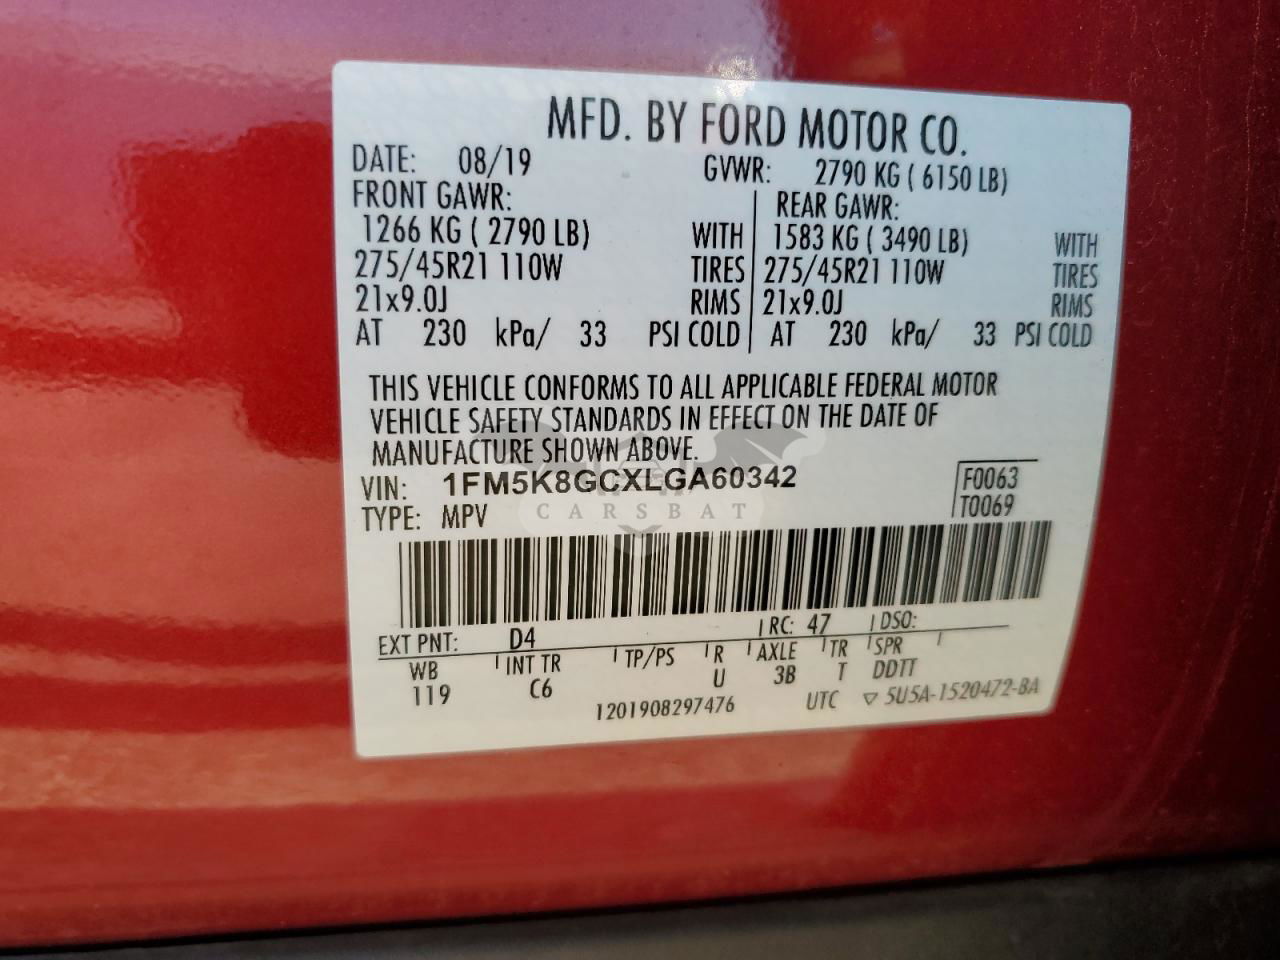 MFD. BY FORD MOTOR CO.
DATE: 08/19 GVWR: 2790 KG ( 6150 LB)
FRONT GAWR: REAR GAWR:
1266 KG ( 2790 LB) WITH 1583 KG ( 3490 LB) WITH
275/45R21 110W TIRES 275/45R21 110W TIRES
21x9.0J RIMS 21x9.0J RIMS
AT 230 kPa/ 33 PSI COLD AT 230 kPa/ 33 PSI COLD
THIS VEHICLE CONFORMS TO ALL APPLICABLE FEDERAL MOTOR
VEHICLE SAFETY STANDARDS IN EFFECT ON THE DATE OF
MANUFACTURE SHOWN ABOVE.
VIN: 1FM5K8GCXLGA60342 F0063
TYPE: MPV T0069
CARSBAT
EXT PNT: D4 RC: 47 DSO:
WB INT TR TP/PS R AXLE TR SPR
119 C6 U 3B T DDTT
1201908297476 UTC ▽ 5U5A-1520472-BA